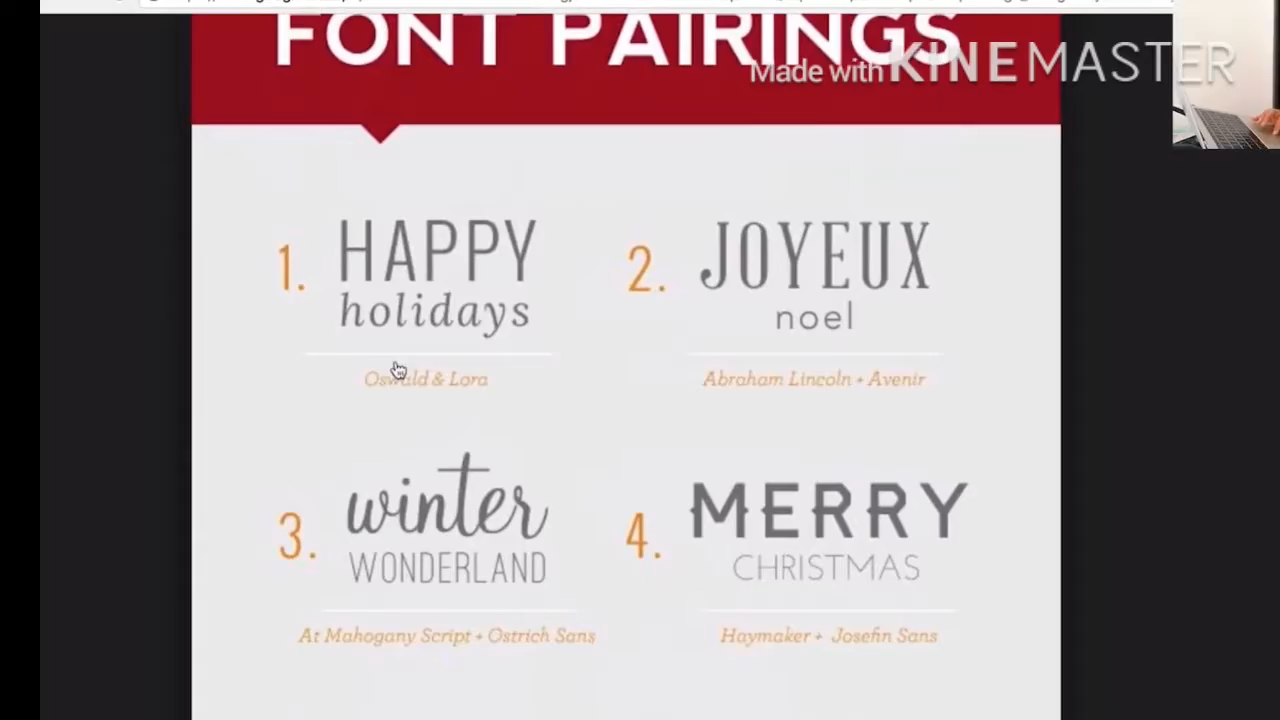 FONT PAIRINGS
Made with KINEMASTER
1. HAPPY
holidays
Oswald & Lora
2. JOYEUX
noel
Abraham Lincoln + Avenir
3. winter
WONDERLAND
At Mahogany Script + Ostrich Sans
4. MERRY
CHRISTMAS
Haymaker + Josefin Sans